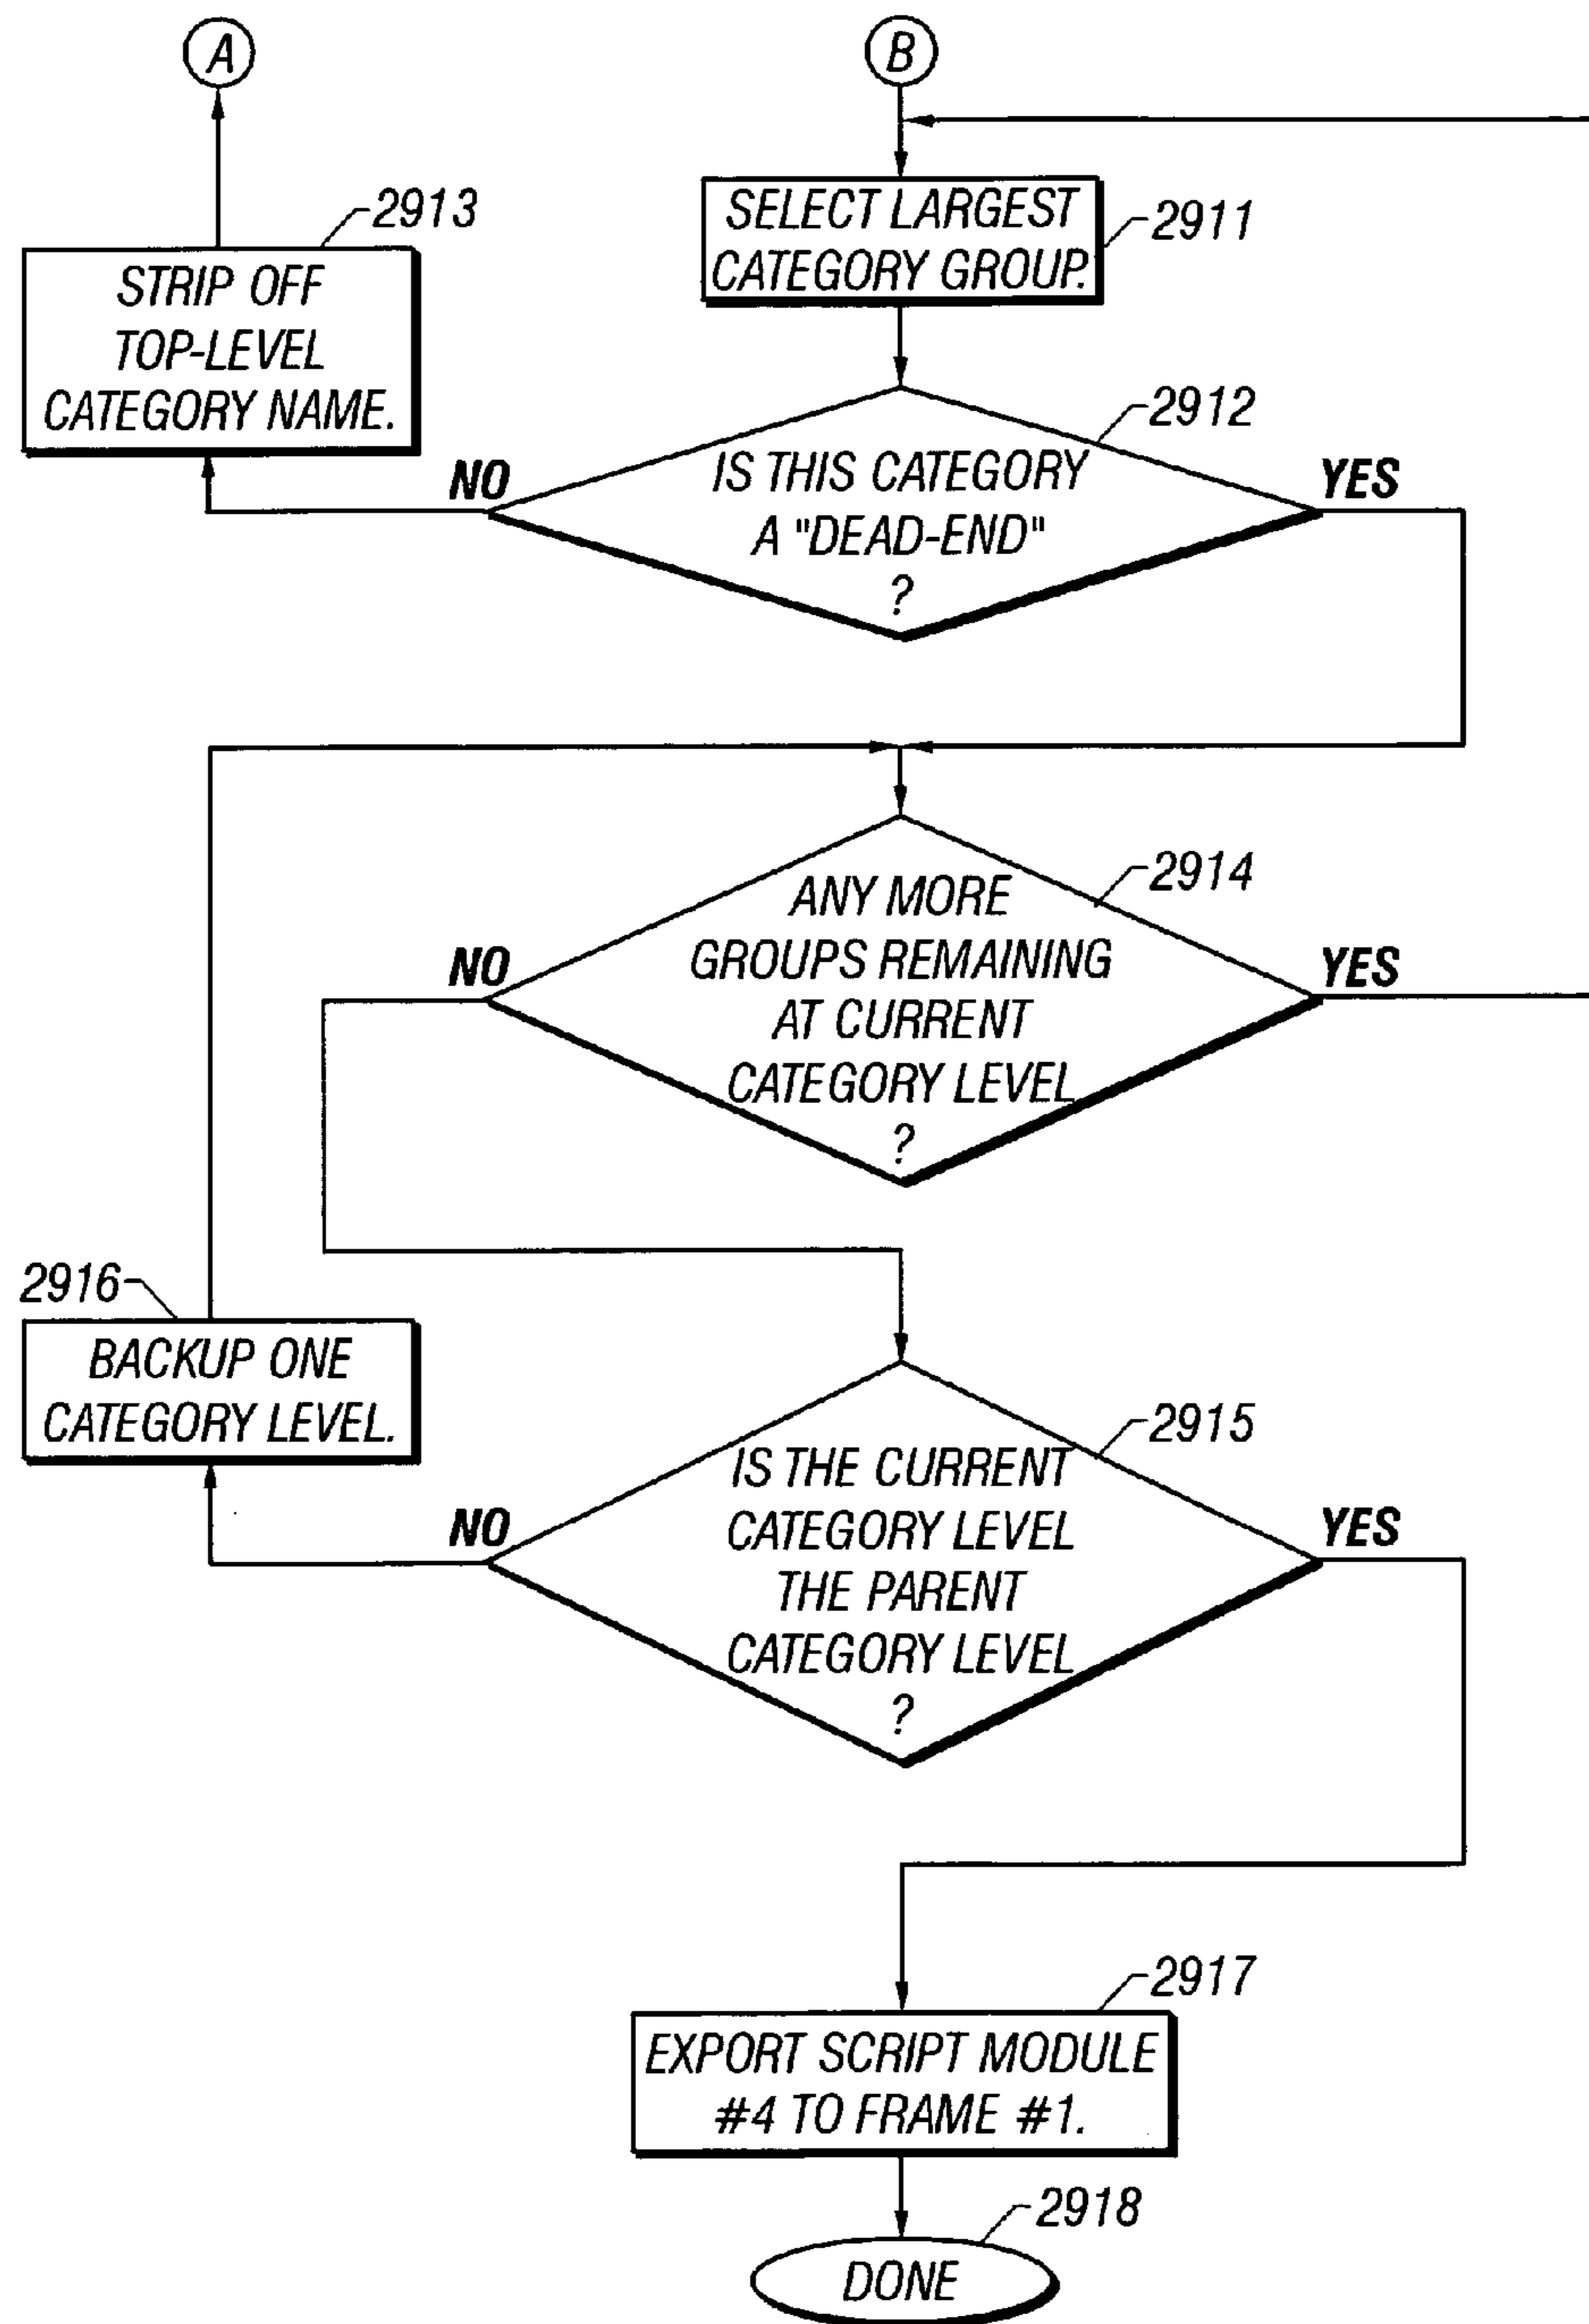 A
B
2913
STRIP OFF
TOP-LEVEL
CATEGORY NAME.
SELECT LARGEST
CATEGORY GROUP.
2911
2912
NO
IS THIS CATEGORY
A "DEAD-END"
?
YES
2914
NO
ANY MORE
GROUPS REMAINING
AT CURRENT
CATEGORY LEVEL
?
YES
2916
BACKUP ONE
CATEGORY LEVEL.
2915
NO
IS THE CURRENT
CATEGORY LEVEL
THE PARENT
CATEGORY LEVEL
?
YES
2917
EXPORT SCRIPT MODULE
#4 TO FRAME #1.
2918
DONE